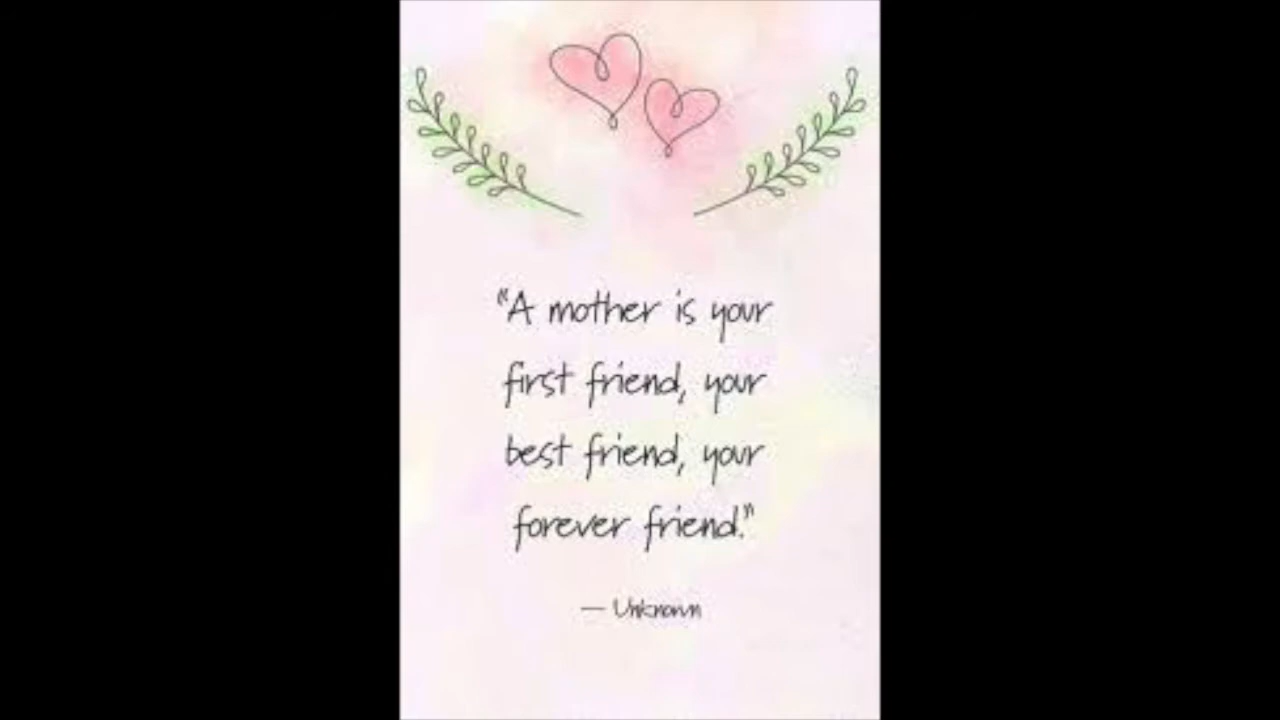 "A mother is your
first friend, your
best friend, your
forever friend."
— Unknown